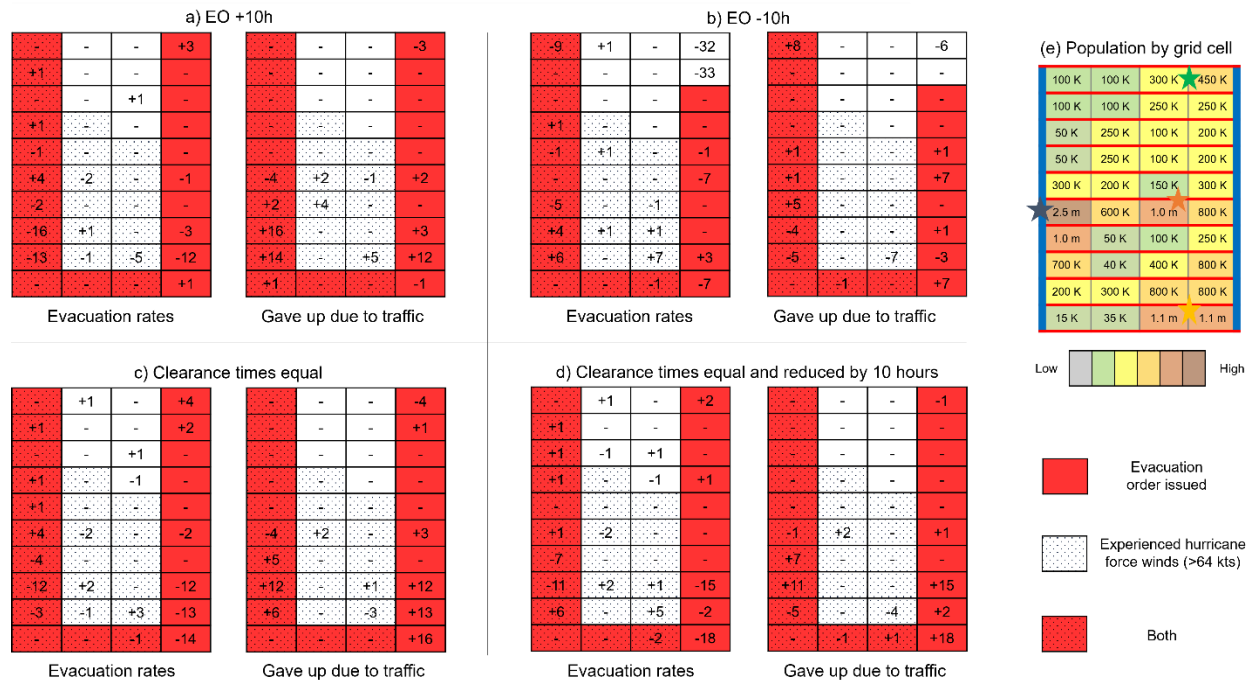 a) EO +10h
- - - +3
+1 - - -
- - +1 -
+1 - - -
-1 - - -
+4 -2 - -1
-2 - - -
-16 +1 - -3
-13 -1 -5 -12
- - - +1
Evacuation rates
- - - -3
- - - -
- - - -
- - - -
- - - -
-4 +2 -1 +2
+2 +4 - -
+16 - - +3
+14 - +5 +12
+1 - - -1
Gave up due to traffic
b) EO -10h
-9 +1 - -32
- - - -33
- - - -
+1 - - -
-1 +1 - -1
- - - -7
-5 - -1 -
+4 +1 +1 -
+6 - +7 +3
- - -1 -7
Evacuation rates
+8 - - -6
- - - -
- - - -
- - - -
+1 - - +1
+1 - - +7
+5 - - -
-4 - - +1
-5 - -7 -3
- -1 - +7
Gave up due to traffic
(e) Population by grid cell
100 K 100 K 300 K 450 K
100 K 100 K 250 K 250 K
50 K 250 K 100 K 200 K
50 K 250 K 100 K 200 K
300 K 200 K 150 K 300 K
2.5 m 600 K 1.0 m 800 K
1.0 m 50 K 100 K 250 K
700 K 40 K 400 K 800 K
200 K 300 K 800 K 800 K
15 K 35 K 1.1 m 1.1 m
Low High
c) Clearance times equal
- +1 - +4
+1 - - +2
- - +1 -
+1 - -1 -
+1 - - -
+4 -2 - -2
-4 - - -
-12 +2 - -12
-3 -1 +3 -13
- - -1 -14
Evacuation rates
- - - -4
- - - +1
- - - -
- - - -
- - - -
-4 +2 - +3
+5 - - -
+12 - +1 +12
+6 - -3 +13
- - - +16
Gave up due to traffic
d) Clearance times equal and reduced by 10 hours
- +1 - +2
+1 - - -
+1 -1 +1 -
+1 - -1 +1
- - - -
+1 -2 - -
-7 - - -
-11 +2 +1 -15
+6 - +5 -2
- - -2 -18
Evacuation rates
- - - -1
- - - -
- - - -
- - - -
- - - -
-1 +2 - +1
+7 - - -
+11 - - +15
-5 - -4 +2
- -1 +1 +18
Gave up due to traffic
Evacuation
order issued
Experienced hurricane
force winds (>64 kts)
Both